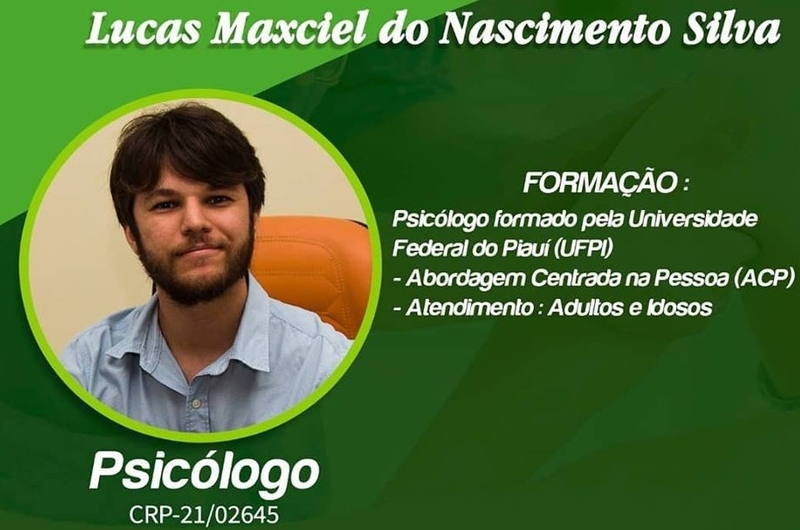 Lucas Maxciel do Nascimento Silva
FORMAÇÃO :
Psicólogo formado pela Universidade
Federal do Piauí (UFPI)
- Abordagem Centrada na Pessoa (ACP)
- Atendimento : Adultos e Idosos
Psicólogo
CRP-21/02645